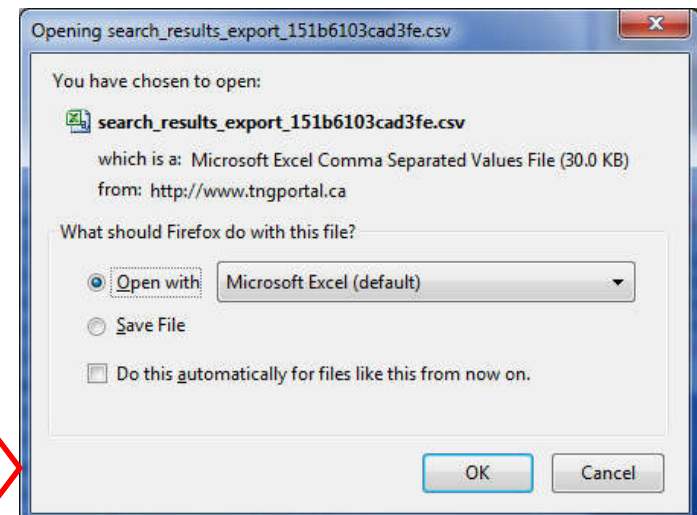 Opening search_results_export_151b6103cad3fe.csv
You have chosen to open:
search_results_export_151b6103cad3fe.csv
which is a: Microsoft Excel Comma Separated Values File (30.0 KB)
from: http://www.tngportal.ca
What should Firefox do with this file?
Open with Microsoft Excel (default)
Save File
Do this automatically for files like this from now on.
OK Cancel